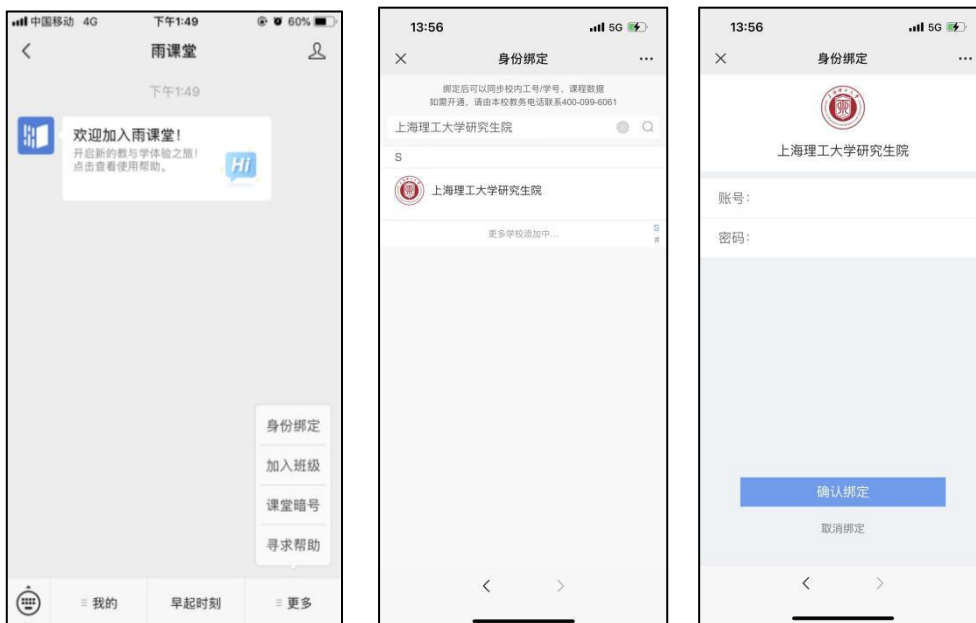 中国移动 4G 下午1:49 60%
雨课堂
下午1:49
欢迎加入雨课堂！
开启新的教与学体验之旅！
点击查看使用帮助。
Hi
身份绑定
加入班级
课堂暗号
寻求帮助
我的 早起时刻 更多
13:56 5G
身份绑定
绑定后可以同步校内工号/学号、课程数据
如需开通，请由本校教务电话联系400-099-6061
上海理工大学研究生院
S
上海理工大学研究生院
更多学校添加中...
S
#
13:56 5G
身份绑定
上海理工大学研究生院
账号：
密码：
确认绑定
取消绑定